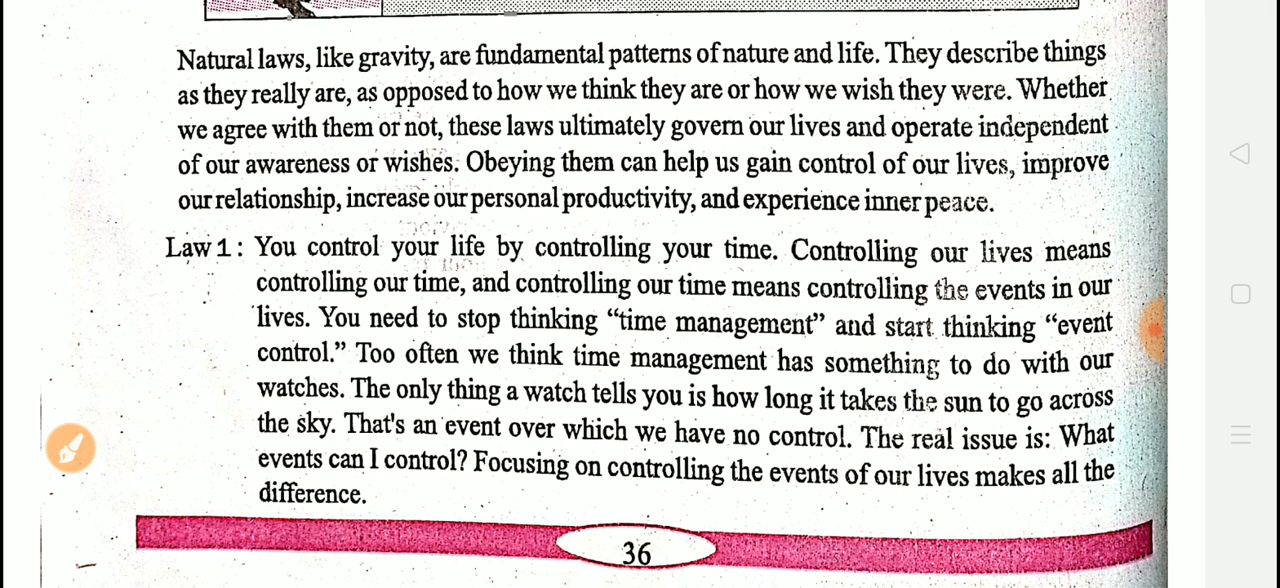 Natural laws, like gravity, are fundamental patterns of nature and life. They describe things
as they really are, as opposed to how we think they are or how we wish they were. Whether
we agree with them or not, these laws ultimately govern our lives and operate independent
of our awareness or wishes. Obeying them can help us gain control of our lives, improve
our relationship, increase our personal productivity, and experience inner peace.
Law 1 : You control your life by controlling your time. Controlling our lives means
controlling our time, and controlling our time means controlling the events in our
lives. You need to stop thinking “time management” and start thinking “event
control.” Too often we think time management has something to do with our
watches. The only thing a watch tells you is how long it takes the sun to go across
the sky. That's an event over which we have no control. The real issue is: What
events can I control? Focusing on controlling the events of our lives makes all the
difference.
36